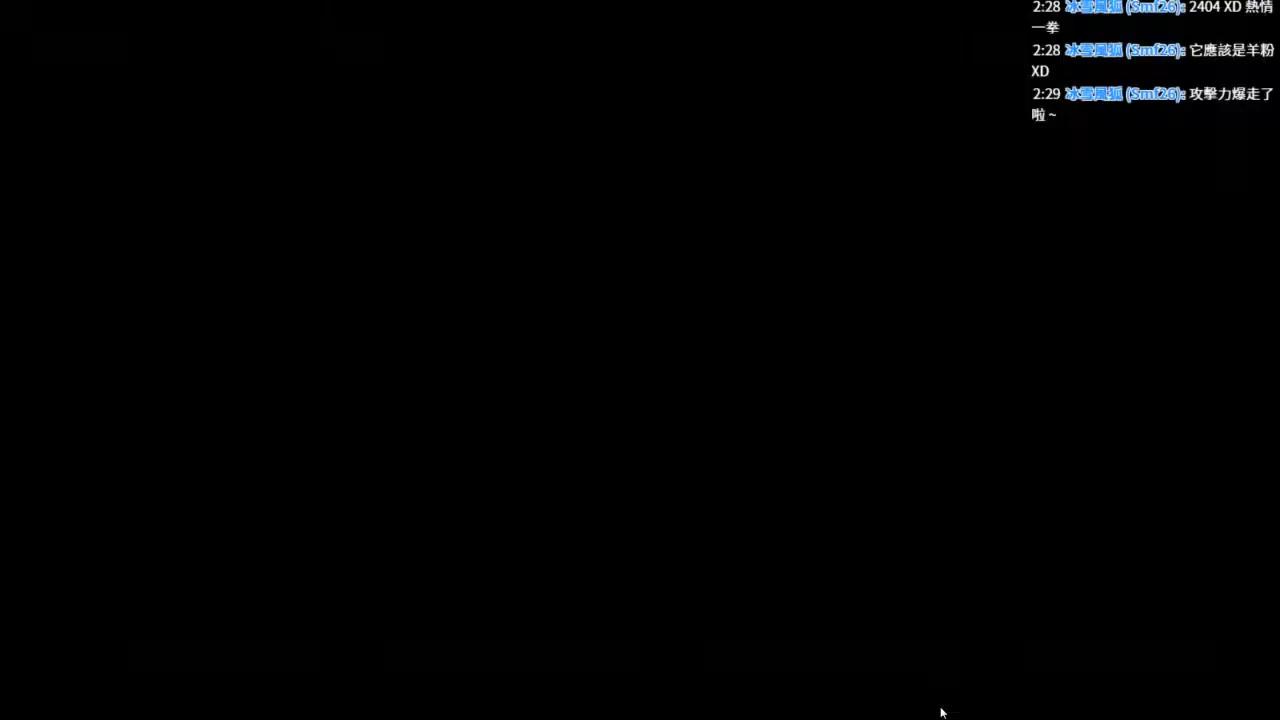 2:28 冰雪風狐 (Smf26): 2404 XD 熱情
一拳
2:28 冰雪風狐 (Smf26): 它應該是羊粉
XD
2:29 冰雪風狐 (Smf26): 攻擊力爆走了
啦 ~